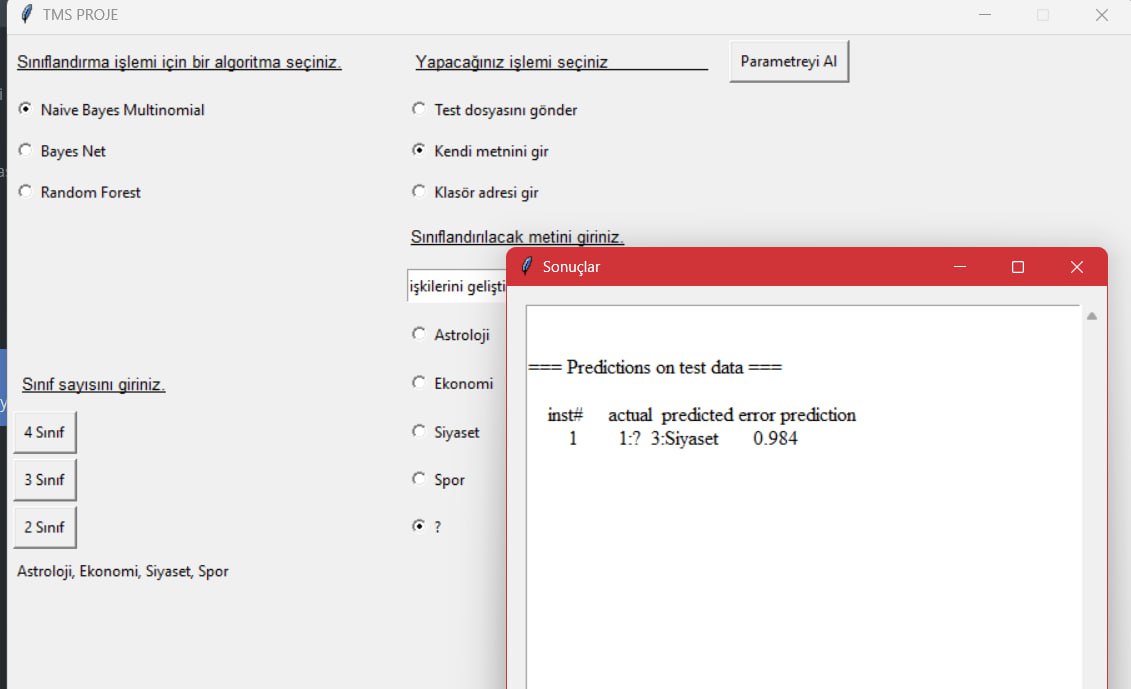 TMS PROJE
Sınıflandırma işlemi için bir algoritma seçiniz.
Naive Bayes Multinomial
Bayes Net
Random Forest
Sınıf sayısını giriniz.
4 Sınıf
3 Sınıf
2 Sınıf
Astroloji, Ekonomi, Siyaset, Spor
Yapacağınız işlemi seçiniz
Parametreyi Al
Test dosyasını gönder
Kendi metnini gir
Klasör adresi gir
Sınıflandırılacak metini giriniz.
işkilerini gelişti
Astroloji
Ekonomi
Siyaset
Spor
?
Sonuçlar
=== Predictions on test data ===
inst# actual predicted error prediction
1 1:? 3:Siyaset 0.984